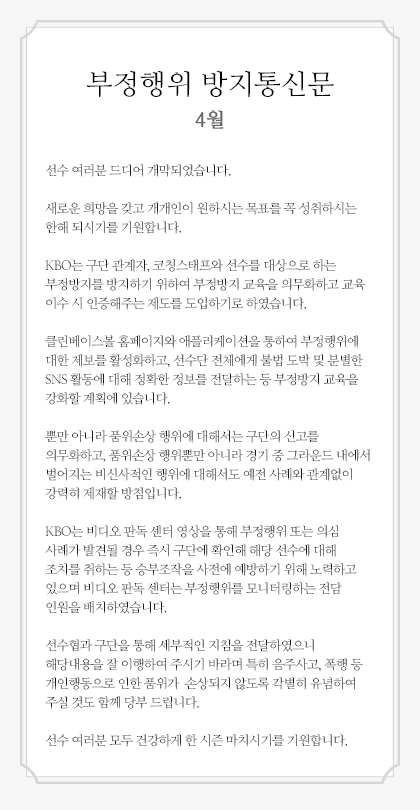 부정행위 방지통신문
4월
선수 여러분 드디어 개막되었습니다.
새로운 희망을 갖고 개개인이 원하시는 목표를 꼭 성취하시는
한해 되시기를 기원합니다.
KBO는 구단 관계자, 코칭스태프와 선수를 대상으로 하는
부정방지를 방지하기 위하여 부정방지 교육을 의무화하고 교육
이수 시 인증해주는 제도를 도입하기로 하였습니다.
클린베이스볼 홈페이지와 애플리케이션을 통하여 부정행위에
대한 제보를 활성화하고, 선수단 전체에게 불법 도박 및 분별한
SNS 활동에 대해 정확한 정보를 전달하는 등 부정방지 교육을
강화할 계획에 있습니다.
뿐만 아니라 품위손상 행위에 대해서는 구단의 신고를
의무화하고, 품위손상 행위뿐만 아니라 경기 중 그라운드 내에서
벌어지는 비신사적인 행위에 대해서도 예전 사례와 관계없이
강력히 제재할 방침입니다.
KBO는 비디오 판독 센터 영상을 통해 부정행위 또는 의심
사례가 발견될 경우 즉시 구단에 확인해 해당 선수에 대해
조치를 취하는 등 승부조작을 사전에 예방하기 위해 노력하고
있으며 비디오 판독 센터는 부정행위를 모니터링하는 전담
인원을 배치하였습니다.
선수협과 구단을 통해 세부적인 지침을 전달하였으니
해당내용을 잘 이행하여 주시기 바라며 특히 음주사고, 폭행 등
개인행동으로 인한 품위가 손상되지 않도록 각별히 유념하여
주실 것도 함께 당부 드립니다.
선수 여러분 모두 건강하게 한 시즌 마치시기를 기원합니다.